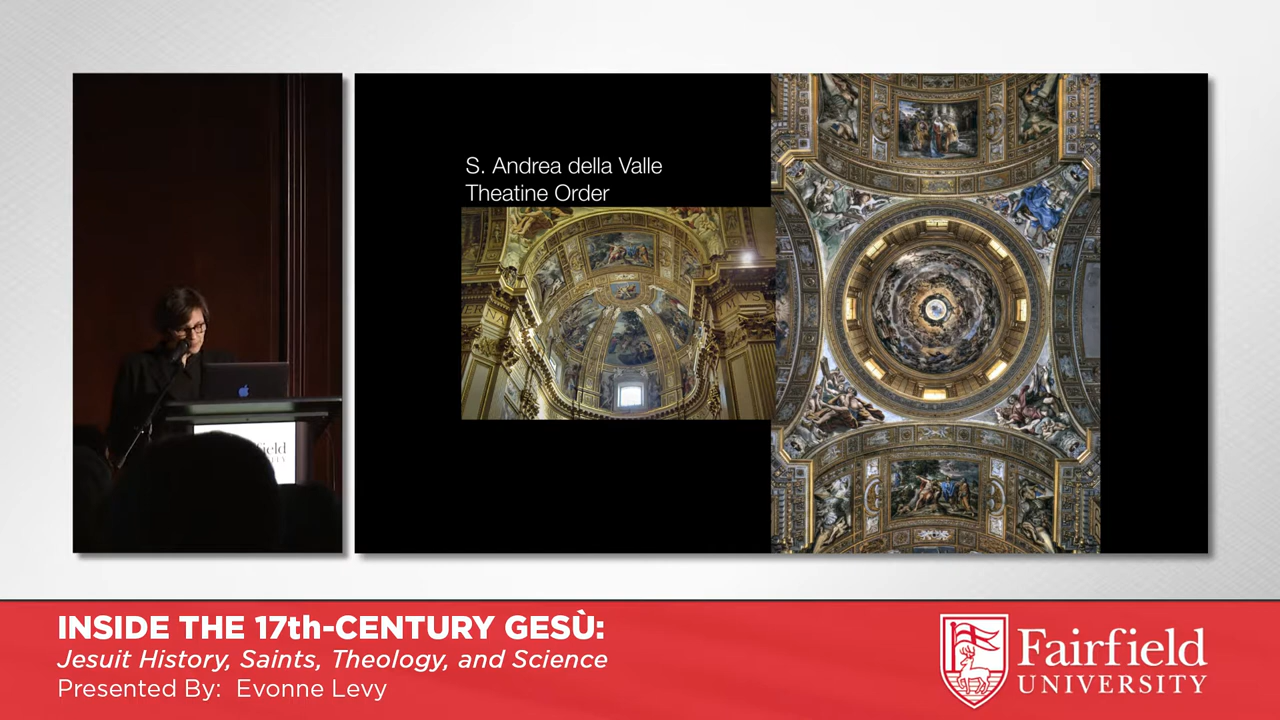 S. Andrea della Valle
Theatine Order
field
INSIDE THE 17th-CENTURY GESÙ:
Jesuit History, Saints, Theology, and Science
Presented By: Evonne Levy
Fairfield
UNIVERSITY